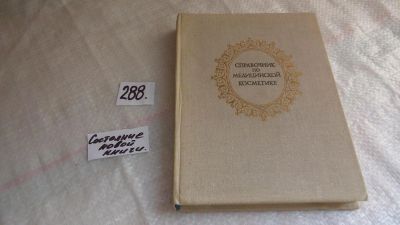 288.
Состояние
новой
книги.
СПРАВОЧНИК
ПО
МЕДИЦИНСКОЙ
КОСМЕТИКЕ